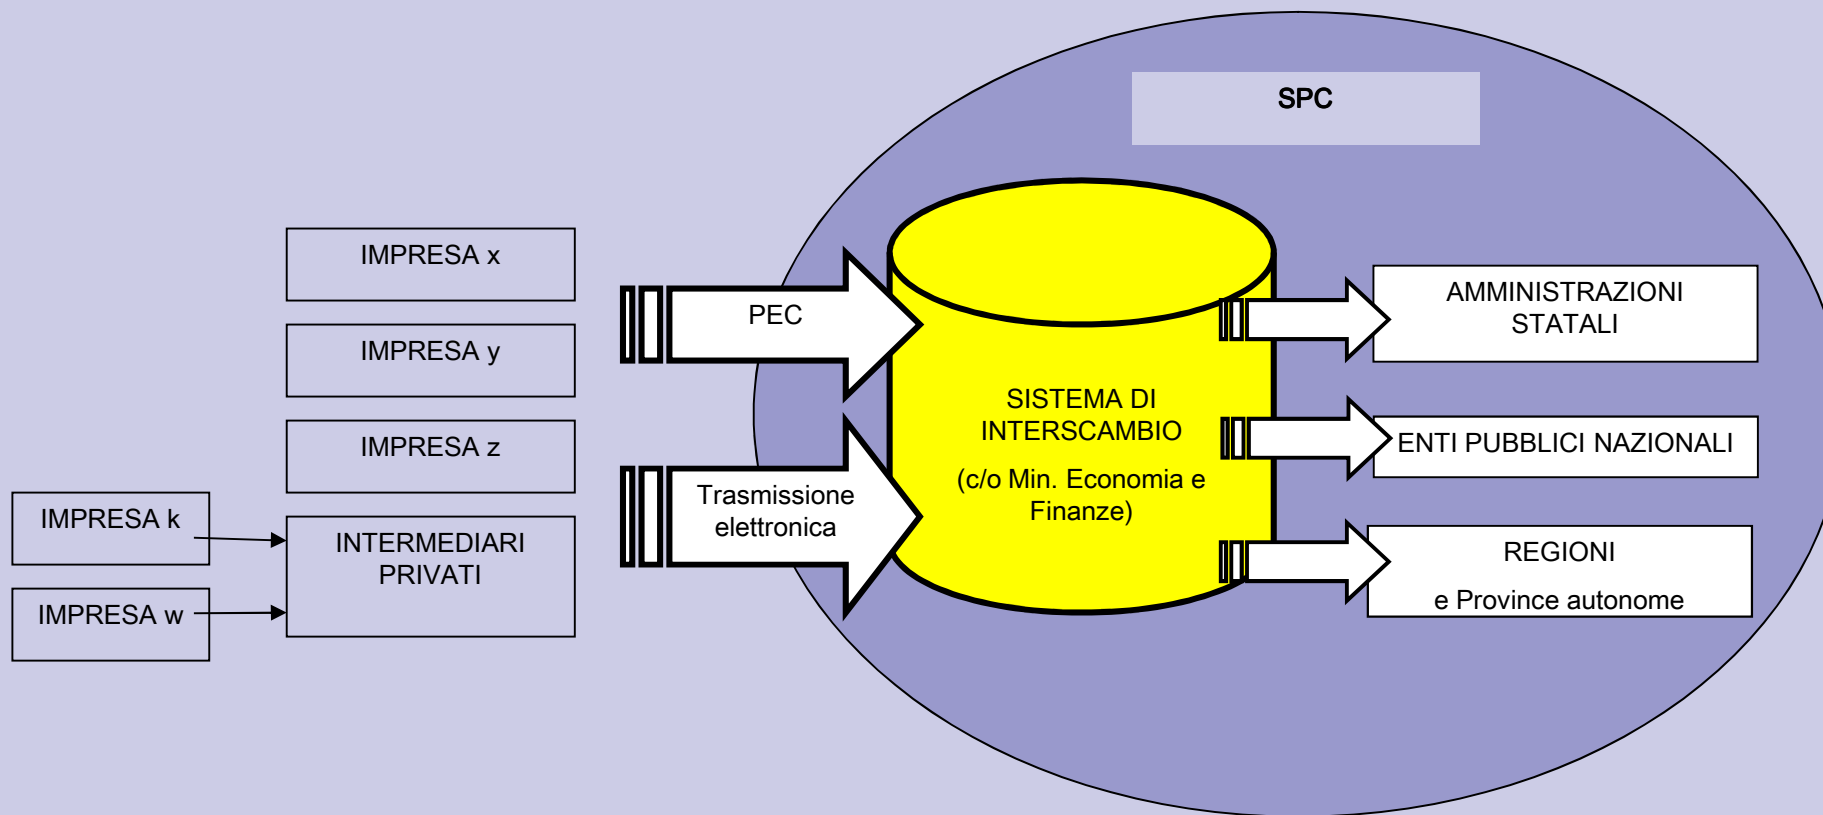 SPC
IMPRESA x
IMPRESA y
IMPRESA z
IMPRESA k
IMPRESA w
INTERMEDIARI
PRIVATI
PEC
Trasmissione
elettronica
SISTEMA DI
INTERSCAMBIO
(c/o Min. Economia e
Finanze)
AMMINISTRAZIONI
STATALI
ENTI PUBBLICI NAZIONALI
REGIONI
e Province autonome